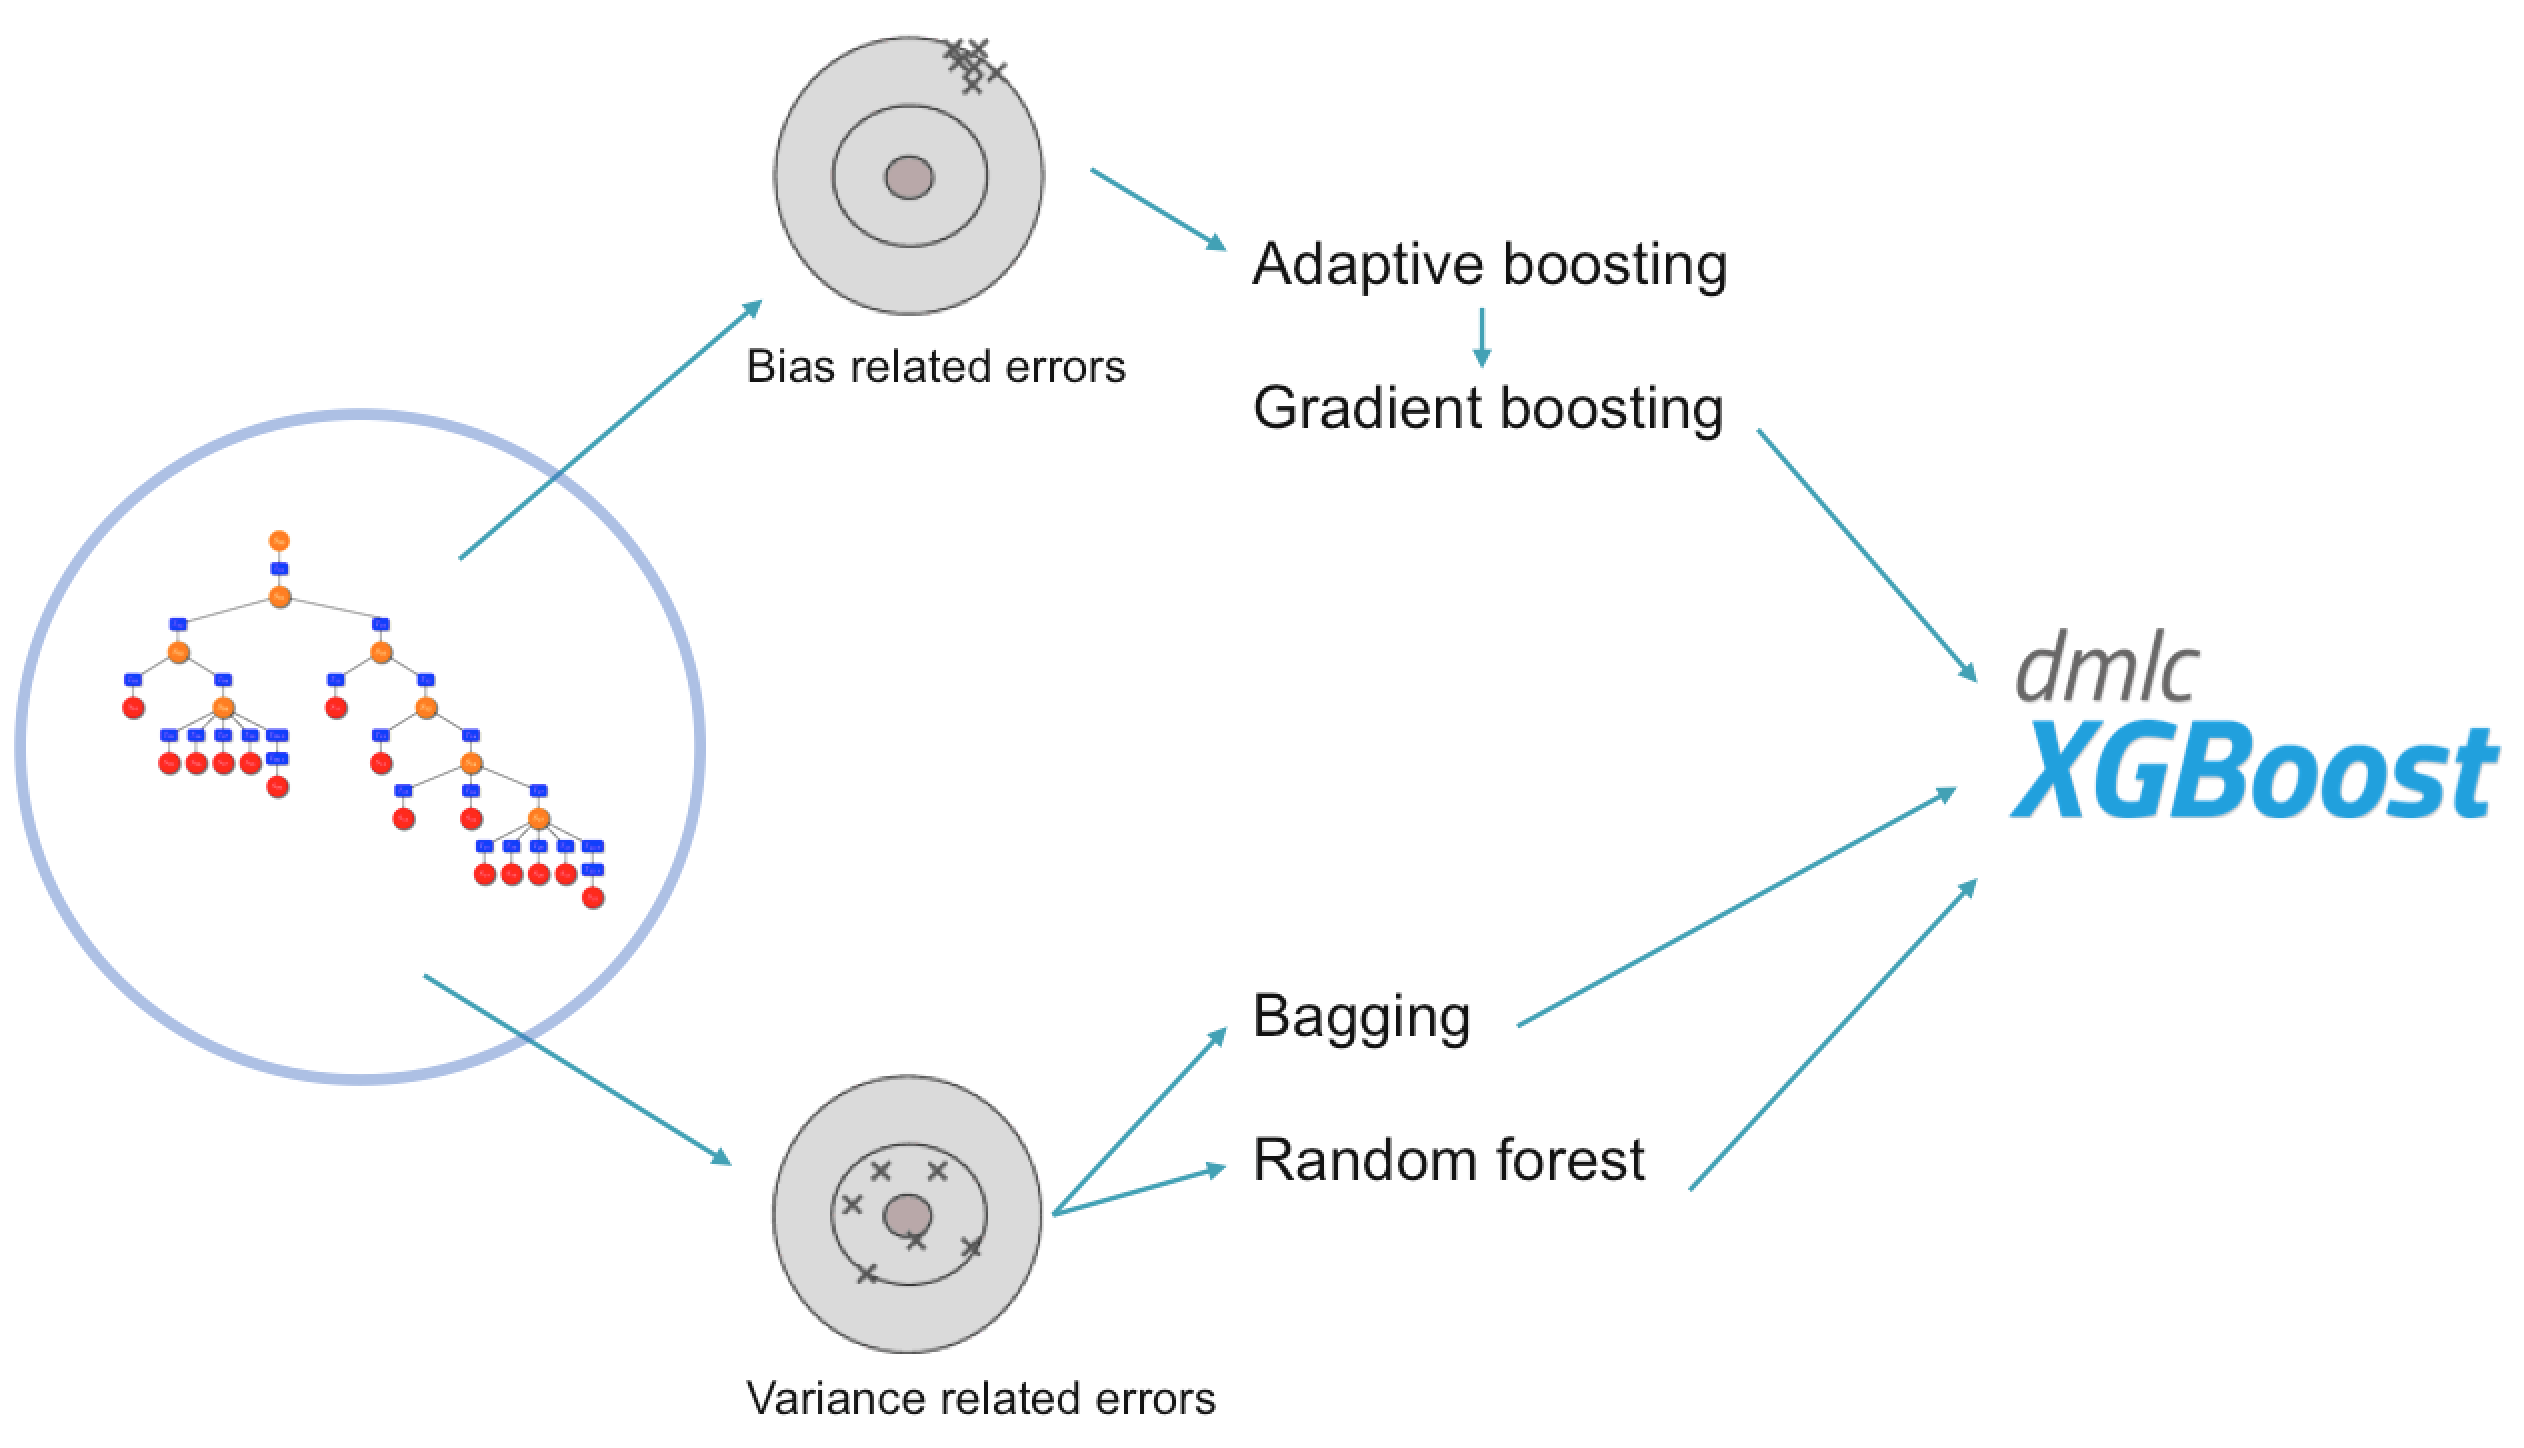 Adaptive boosting
Bias related errors
Gradient boosting
dmlc
XGBoost
Bagging
Random forest
Variance related errors